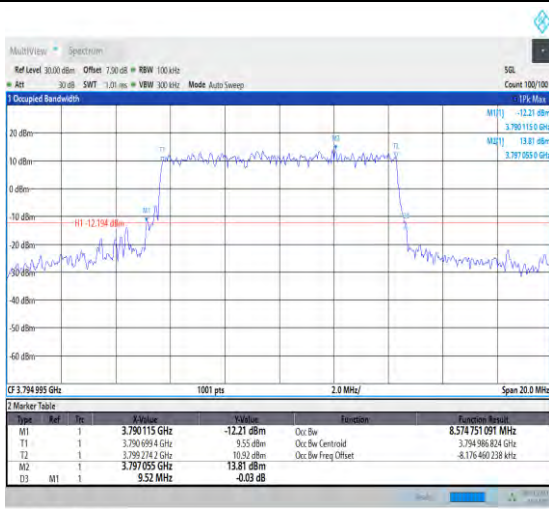 MultiView Spectrum
Ref Level 30.00 dBm Offset 7.90 dB RBW 100 kHz SGL
Att 30 dB SWT 1.01 ms VBW 300 kHz Mode Auto Sweep Count 100/100
1 Occupied Bandwidth 1Pk Max
M1[1] -12.21 dBm
3.790 115 0 GHz
20 dBm M2[1] 13.81 dBm
3.797 055 0 GHz
M2
T1 T2
10 dBm
0 dBm
M1 D3
-10 dBm
H1 -12.194 dBm
-20 dBm
-30 dBm
-40 dBm
-50 dBm
-60 dBm
CF 3.794 995 GHz 1001 pts 2.0 MHz/ Span 20.0 MHz
2 Marker Table
Type Ref Trc X-Value Y-Value Function Function Result
M1 1 3.790 115 GHz -12.21 dBm Occ Bw 8.574 751 091 MHz
T1 1 3.790 699 4 GHz 9.55 dBm Occ Bw Centroid 3.794 986 824 GHz
T2 1 3.799 274 2 GHz 10.92 dBm Occ Bw Freq Offset -8.176 460 238 kHz
M2 1 3.797 055 GHz 13.81 dBm
D3 M1 1 9.52 MHz -0.03 dB